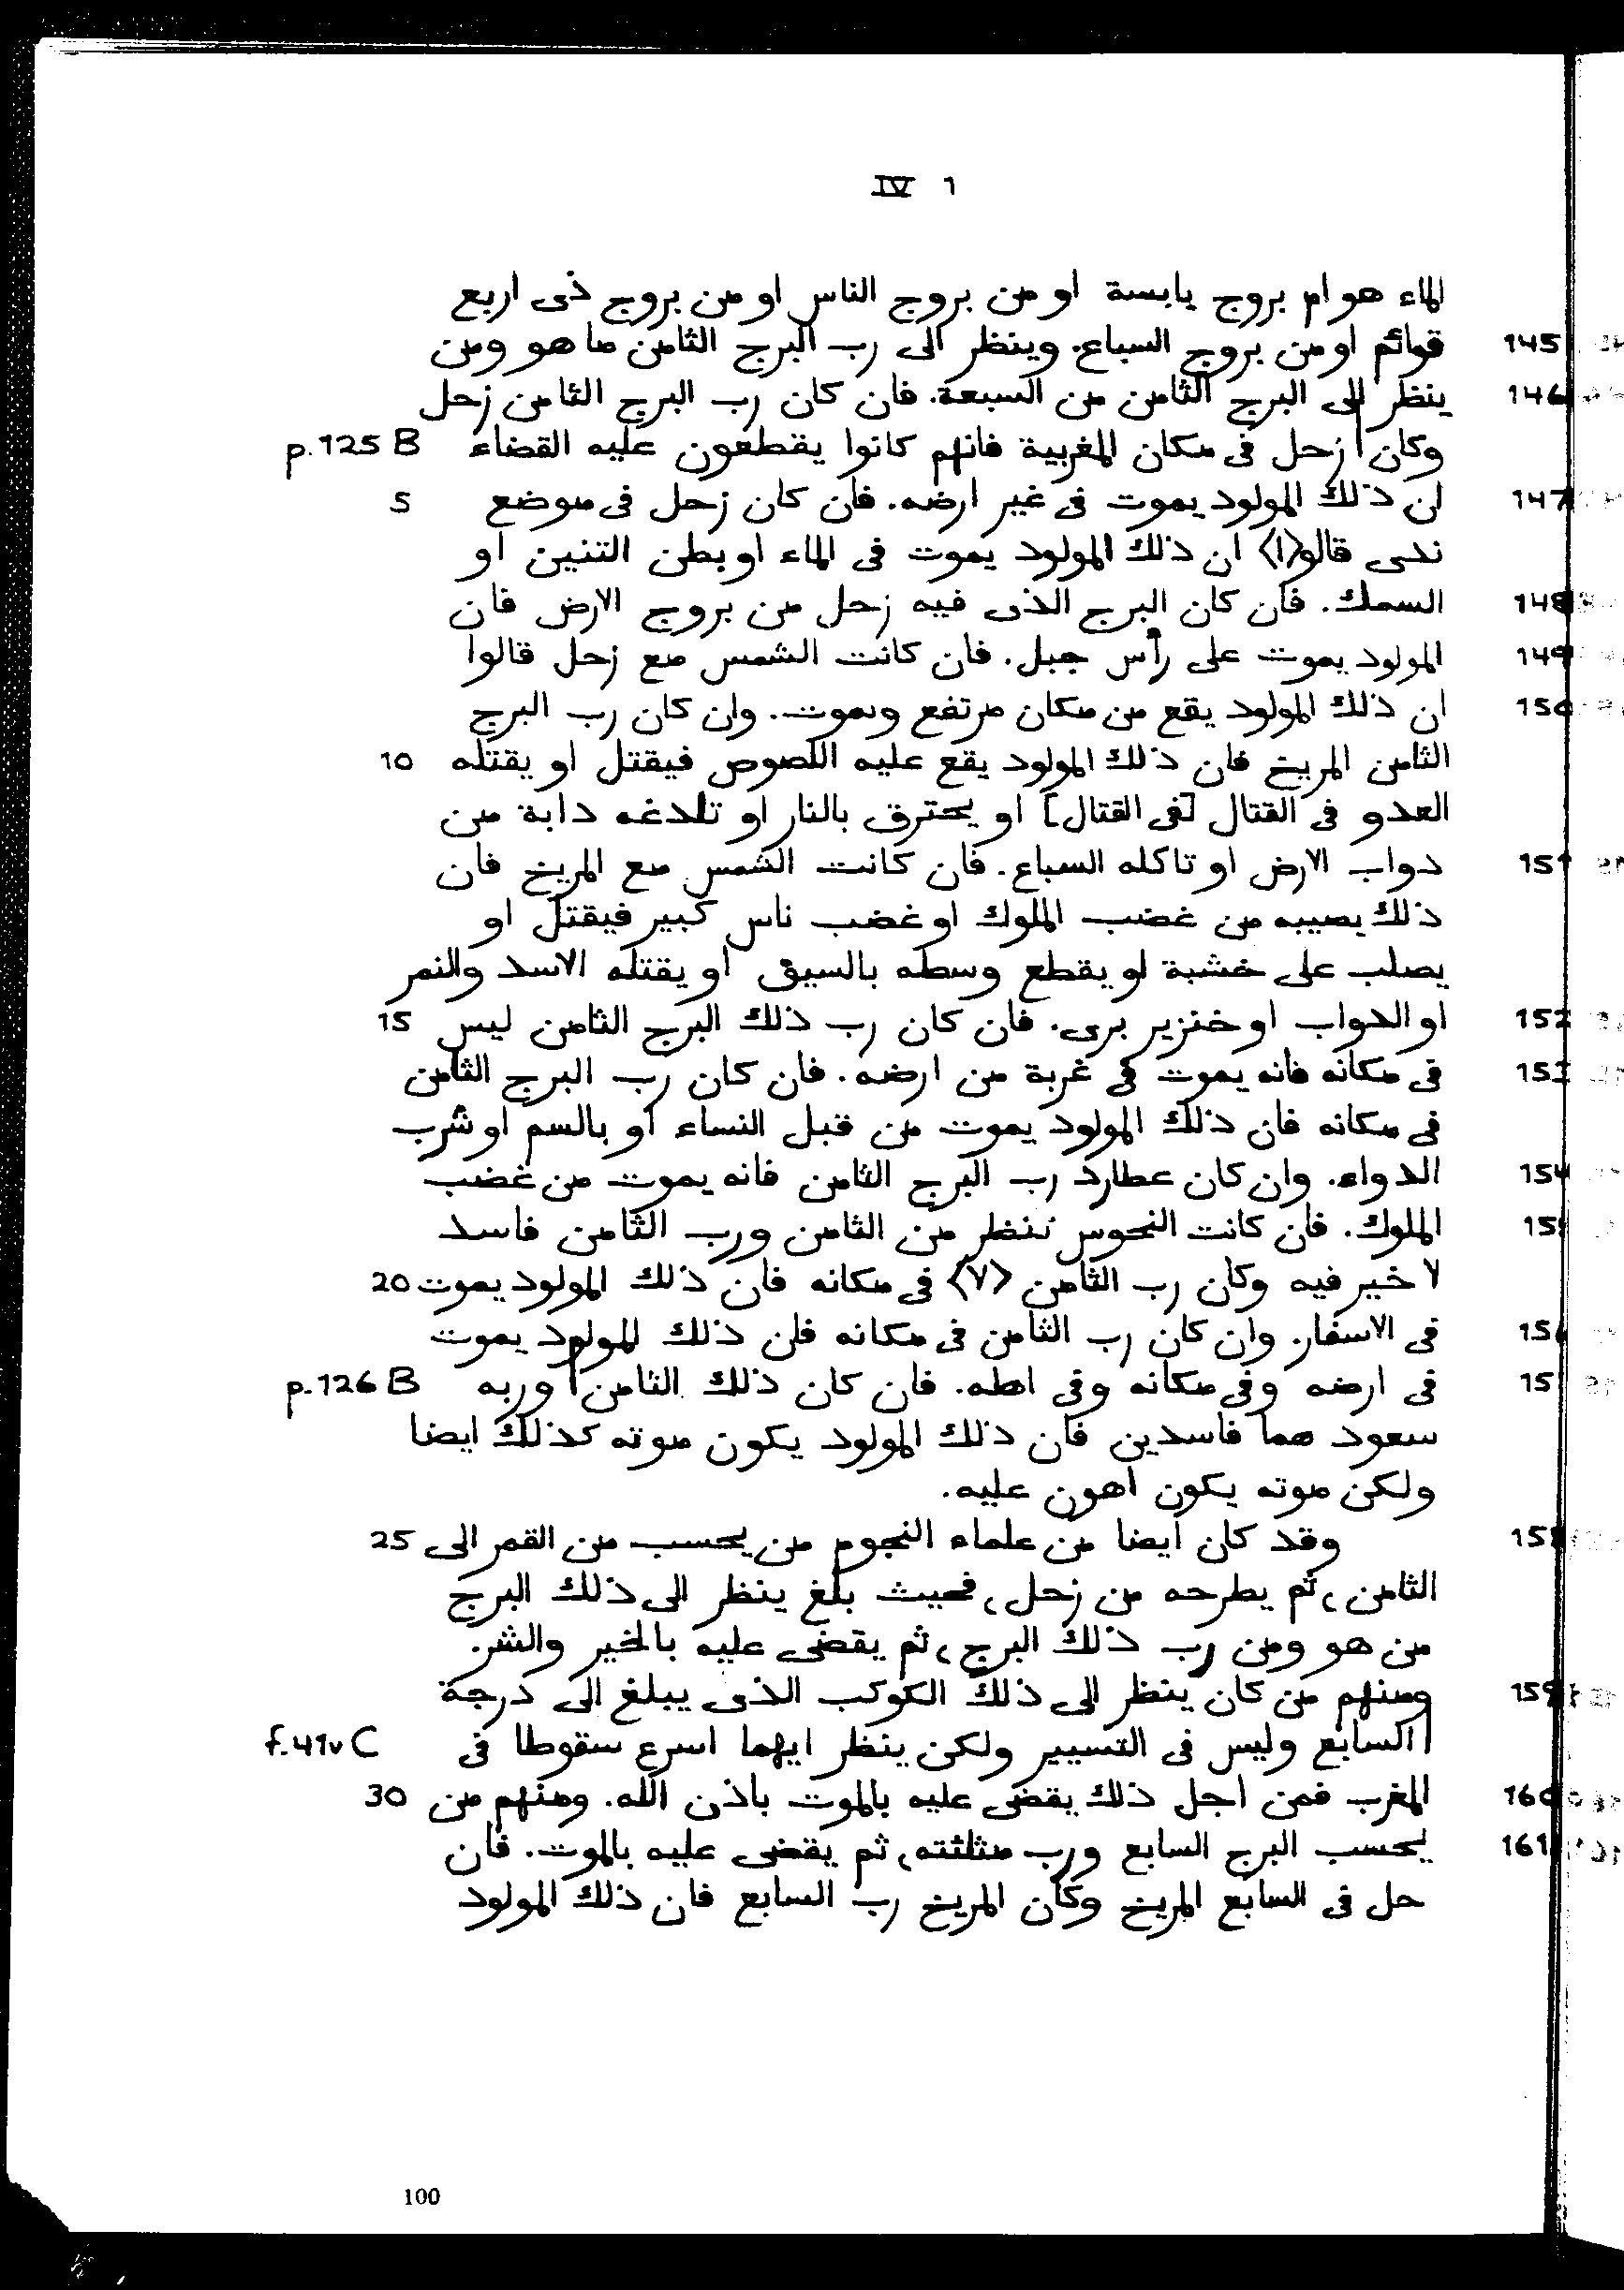 IV 1
الماء هو ام بروج يابسة او من بروج الناس او من بروج ذى اربع
145 قوائم او من بروج السباع. وينظر الى رب البرج الثامن ما هو ومن
146 ينظر الى البرج الثامن من السبعة. فان كان رب البرج الثامن زحل
وكان | زحل فى مكان المغربية فانهم كانوا يقطعون عليه القضاء p.125 B
147 ان ذلك المولود يموت فى غير ارضه. فان كان زحل فى موضع 5
ندى قالو⟨ا⟩ ان ذلك المولود يموت فى الماء او بطن التنين او
148 السمك. فان كان البرج الذى فيه زحل من بروج الارض فان
149 المولود يموت على رأس جبل. فان كانت الشمس مع زحل قالوا
150 ان ذلك المولود يقع من مكان مرتفع ويموت. وان كان رب البرج
الثامن المريخ فان ذلك المولود يقع عليه اللصوص فيقتل او يقتله 10
العدو فى القتال [فى القتال] او يحترق بالنار او تلدغه دابة من
151 دواب الارض او تاكله السباع. فان كانت الشمس مع المريخ فان
ذلك يصيبه من غضب الملوك او غضب ناس كبير فيقتل او
يصلب على خشبة او يقطع وسطه بالسيف او يقتله الاسد والنمر
152 او الدواب او خنزير برى. فان كان رب ذلك البرج الثامن ليس 15
153 فى مكانه فانه يموت فى غربة من ارضه. فان كان رب البرج الثامن
فى مكانه فان ذلك المولود يموت من قبل النساء او بالسم او شرب
154 الدواء. وان كان عطارد رب البرج الثامن فانه يموت من غضب
155 الملوك. فان كانت النحوس تنظر من الثامن ورب الثامن فاسد
لا خير فيه وكان رب الثامن ⟨لا⟩ فى مكانه فان ذلك المولود يموت 20
156 فى الاسفار. وان كان رب الثامن فى مكانه فان ذلك المولود يموت
157 فى ارضه وفى مكانه وفى اهله. فان كان ذلك الثامن | وربه p.126 B
سعود هما فاسدين فان ذلك المولود يكون موته كذلك ايضا
ولكن موته يكون اهون عليه.
158 وقد كان ايضا من علماء النجوم من يحسب من القمر الى 25
الثامن، ثم يطرحه من زحل، فحيث بلغ ينظر الى ذلك البرج
من هو ومن رب ذلك البرج، ثم يقضى عليه بالخير والشر.
159 ومنهم من كان ينظر الى ذلك الكوكب الذى يبلغ الى درجة
| السابع وليس فى التسيير ولكن ينظر ايهما اسرع سقوطا فى f.41v C
160 المغرب فمن اجل ذلك يقضى عليه بالموت باذن الله. ومنهم من 30
161 يحسب البرج السابع ورب مثلثته، ثم يقضى عليه بالموت. فان
حل فى السابع المريخ وكان المريخ رب السابع فان ذلك المولود
100